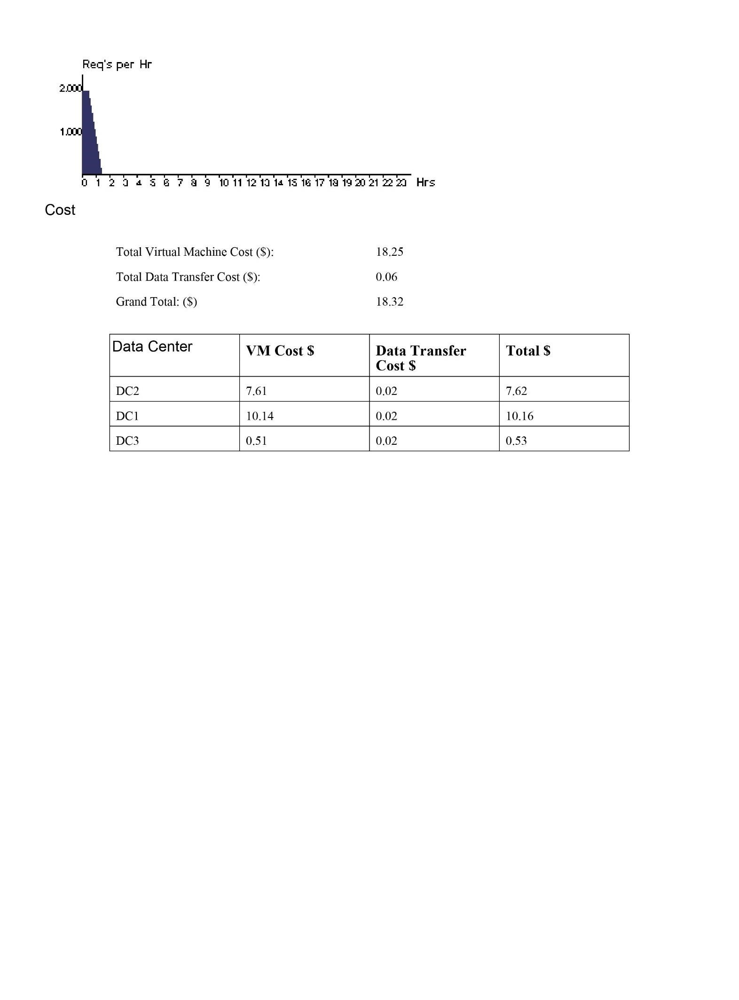 Req's per Hr
2.000
1.000
0 1 2 3 4 5 6 7 8 9 10 11 12 13 14 15 16 17 18 19 20 21 22 23 Hrs
Cost
Total Virtual Machine Cost ($): 18.25
Total Data Transfer Cost ($): 0.06
Grand Total: ($) 18.32
Data Center VM Cost $ Data Transfer Total $
Cost $
DC2 7.61 0.02 7.62
DC1 10.14 0.02 10.16
DC3 0.51 0.02 0.53